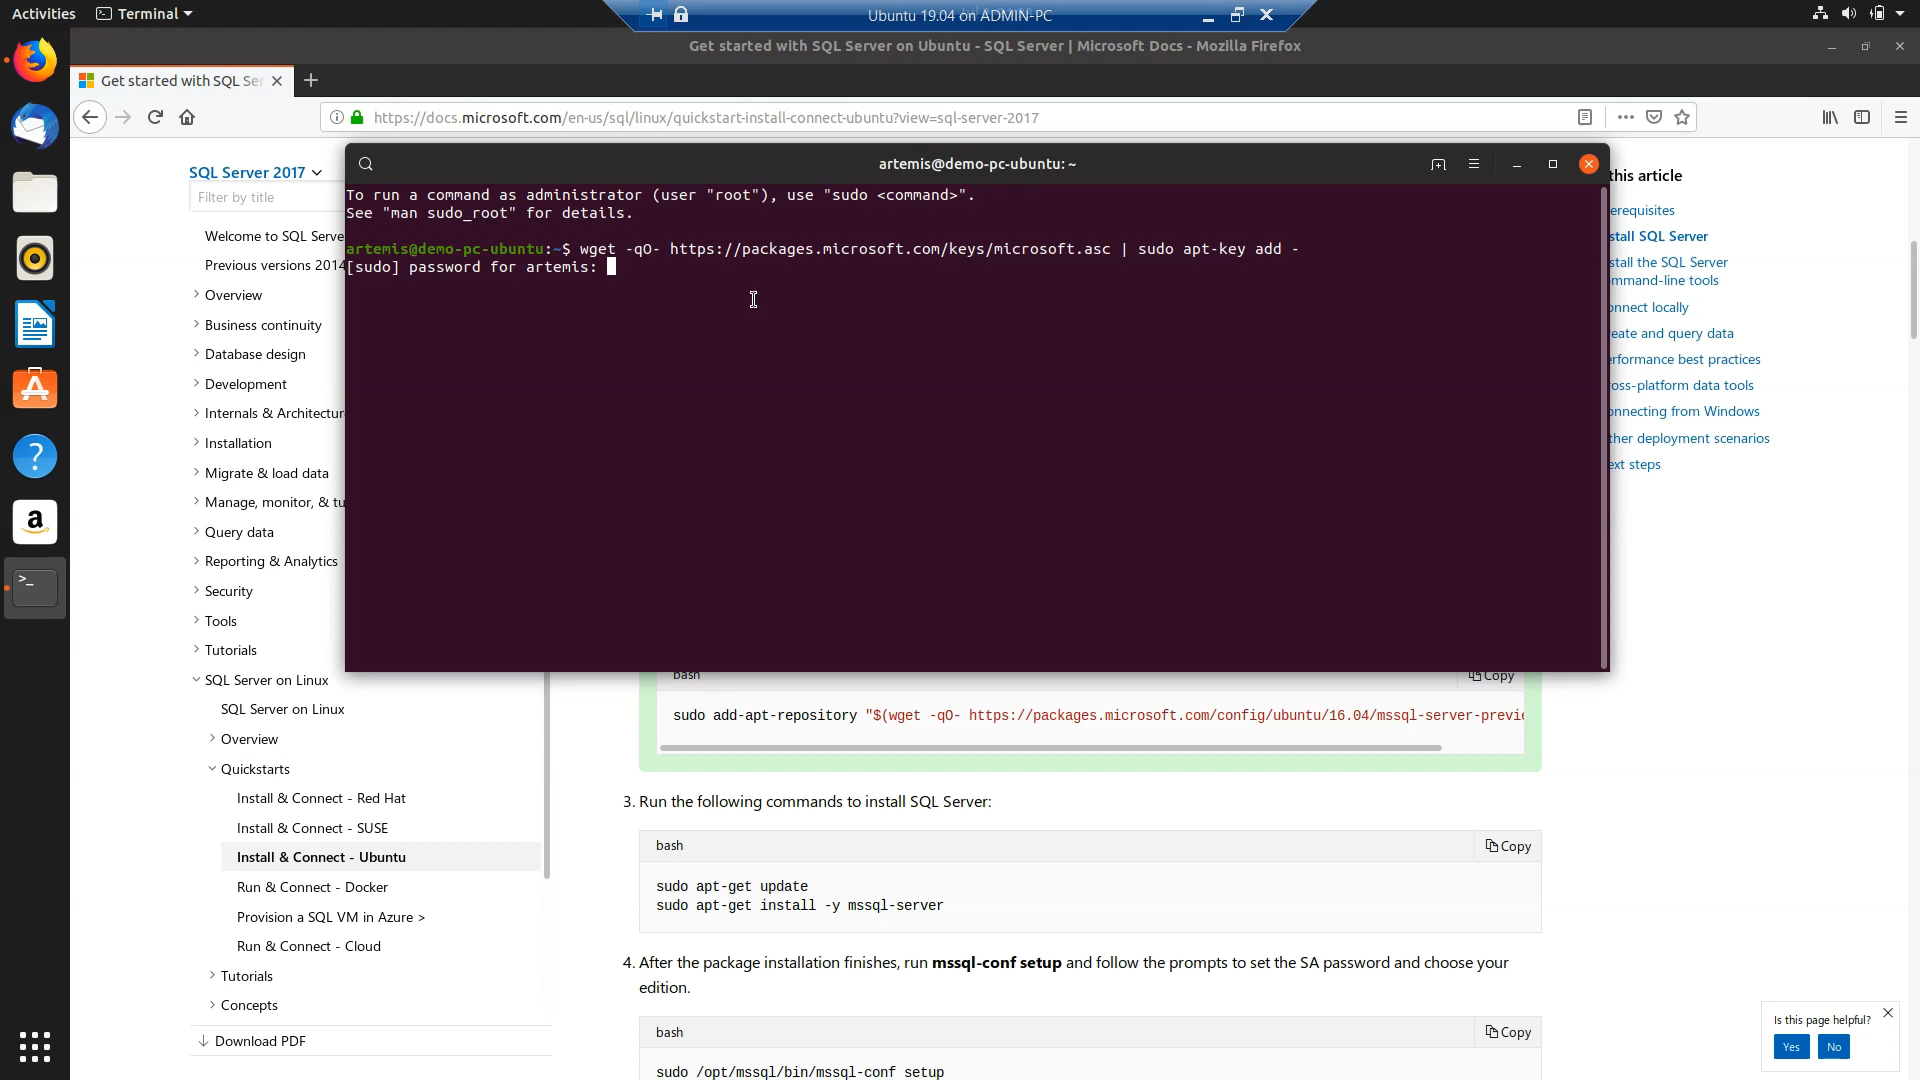 Activities
Terminal
Ubuntu 19.04 on ADMIN-PC
Get started with SQL Server on Ubuntu - SQL Server | Microsoft Docs - Mozilla Firefox
Get started with SQL Ser
https://docs.microsoft.com/en-us/sql/linux/quickstart-install-connect-ubuntu?view=sql-server-2017
SQL Server 2017
Filter by title
Welcome to SQL Serve
Previous versions 2014
Overview
Business continuity
Database design
Development
Internals & Architectur
Installation
Migrate & load data
Manage, monitor, & tu
Query data
Reporting & Analytics
Security
Tools
Tutorials
SQL Server on Linux
SQL Server on Linux
Overview
Quickstarts
Install & Connect - Red Hat
Install & Connect - SUSE
Install & Connect - Ubuntu
Run & Connect - Docker
Provision a SQL VM in Azure >
Run & Connect - Cloud
Tutorials
Concepts
Download PDF
artemis@demo-pc-ubuntu: ~
To run a command as administrator (user "root"), use "sudo <command>".
See "man sudo_root" for details.
artemis@demo-pc-ubuntu:~$ wget -qO- https://packages.microsoft.com/keys/microsoft.asc | sudo apt-key add -
[sudo] password for artemis:
bash
Copy
sudo add-apt-repository "$(wget -qO- https://packages.microsoft.com/config/ubuntu/16.04/mssql-server-previe
3. Run the following commands to install SQL Server:
bash
Copy
sudo apt-get update
sudo apt-get install -y mssql-server
4. After the package installation finishes, run mssql-conf setup and follow the prompts to set the SA password and choose your
edition.
bash
Copy
sudo /opt/mssql/bin/mssql-conf setup
this article
erequisites
stall SQL Server
stall the SQL Server
mmand-line tools
onnect locally
eate and query data
erformance best practices
oss-platform data tools
onnecting from Windows
ther deployment scenarios
ext steps
Is this page helpful?
Yes
No